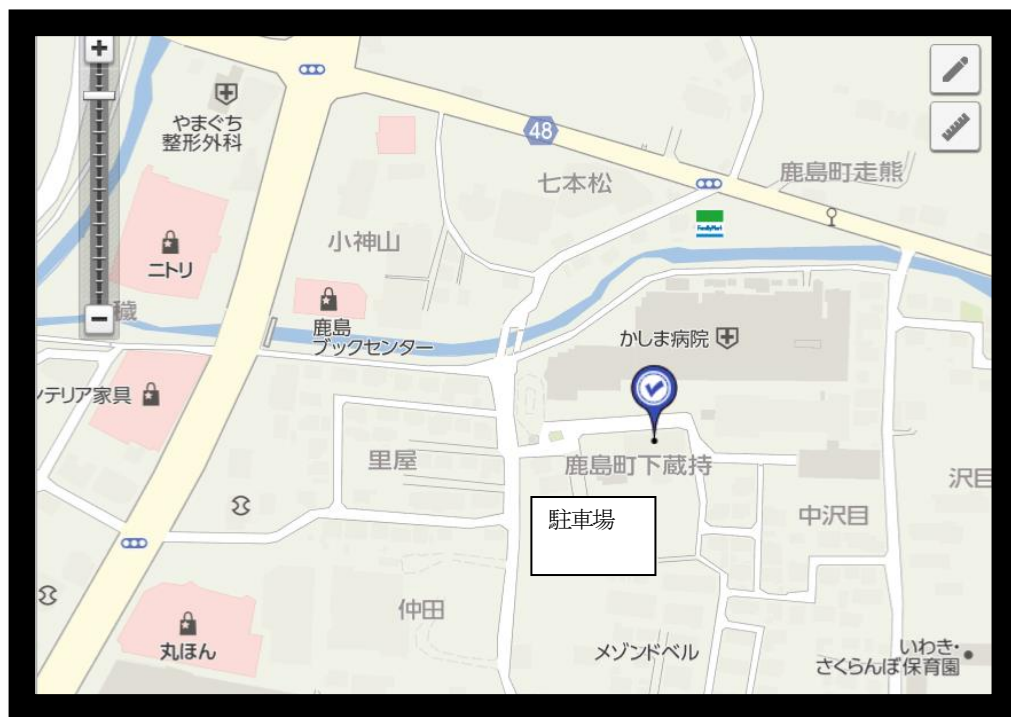 やまぐち
整形外科
48
七本松
鹿島町走熊
FamilyMart
小神山
ニトリ
穢
鹿島
ブックセンター
かしま病院
ンテリア家具
里屋
鹿島町下蔵持
沢目
駐車場
中沢目
仲田
丸ほん
メゾンドベル
いわき・
さくらんぼ保育園